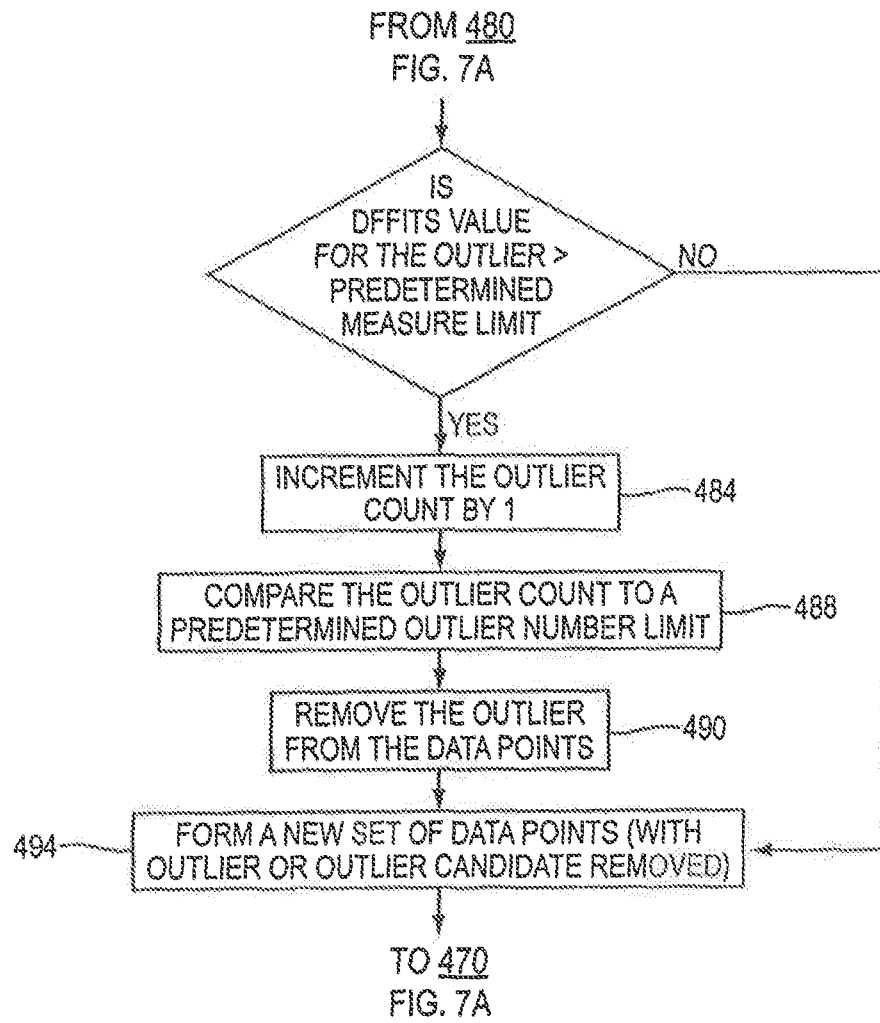 FROM 480
FIG. 7A
IS
DFFITS VALUE
FOR THE OUTLIER >
PREDETERMINED
MEASURE LIMIT
NO
YES
INCREMENT THE OUTLIER
COUNT BY 1
484
COMPARE THE OUTLIER COUNT TO A
PREDETERMINED OUTLIER NUMBER LIMIT
488
REMOVE THE OUTLIER
FROM THE DATA POINTS
490
494
FORM A NEW SET OF DATA POINTS (WITH
OUTLIER OR OUTLIER CANDIDATE REMOVED)
TO 470
FIG. 7A